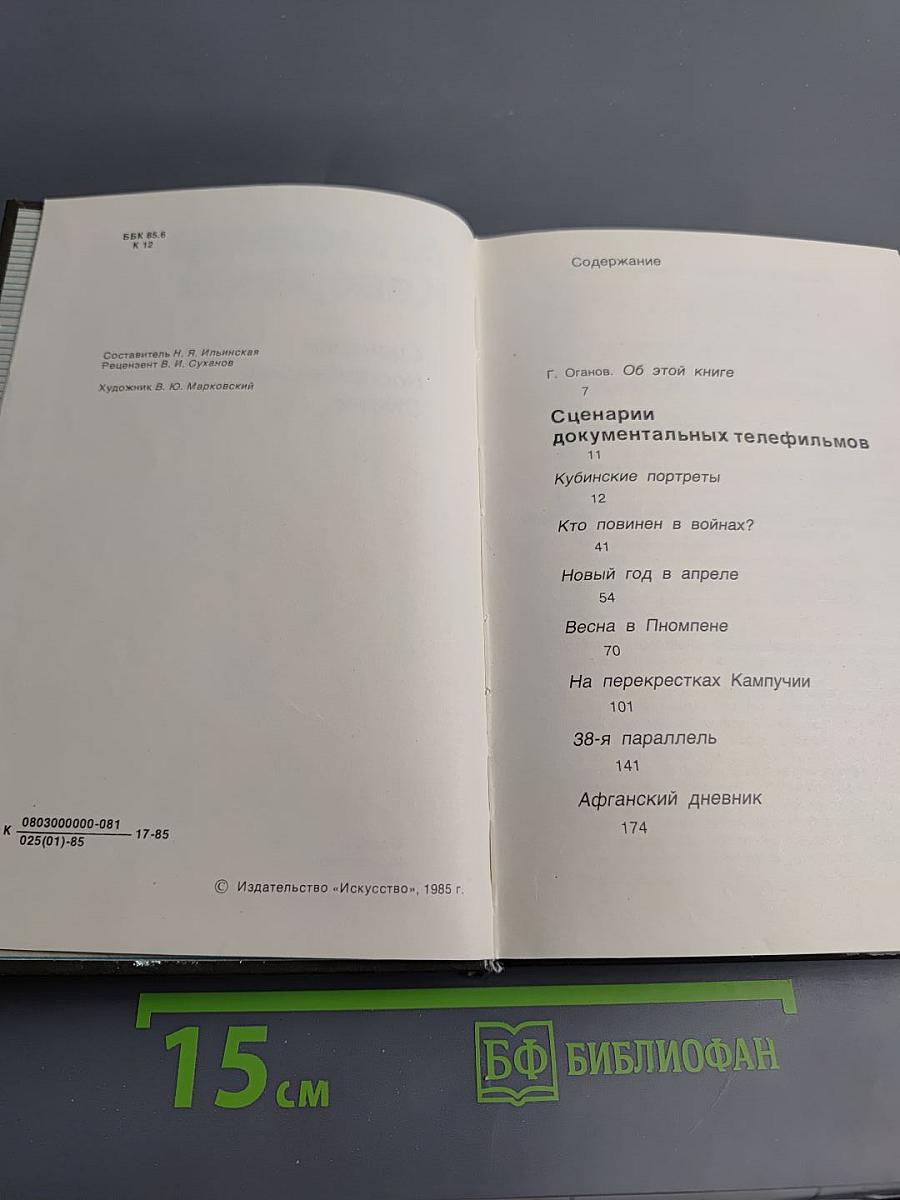 ББК 85.6
К 12
Составитель Н. Я. Ильинская
Рецензент В. И. Суханов
Художник В. Ю. Марковский
К 0803000000-081 17-85
025(01)-85
© Издательство «Искусство», 1985 г.
Содержание
Г. Оганов. Об этой книге
7
Сценарии
документальных телефильмов
11
Кубинские портреты
12
Кто повинен в войнах?
41
Новый год в апреле
54
Весна в Пномпене
70
На перекрестках Кампучии
101
38-я параллель
141
Афганский дневник
174
15 см
БФ БИБЛИОФАН